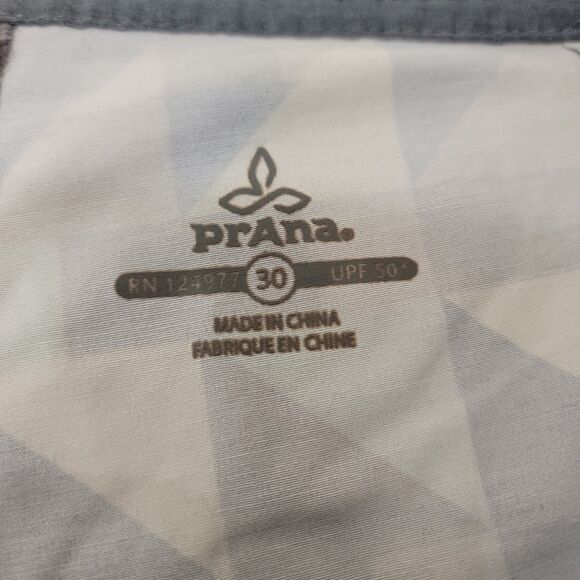 prAna.
RN 124977 30 UPF 50+
MADE IN CHINA
FABRIQUE EN CHINE